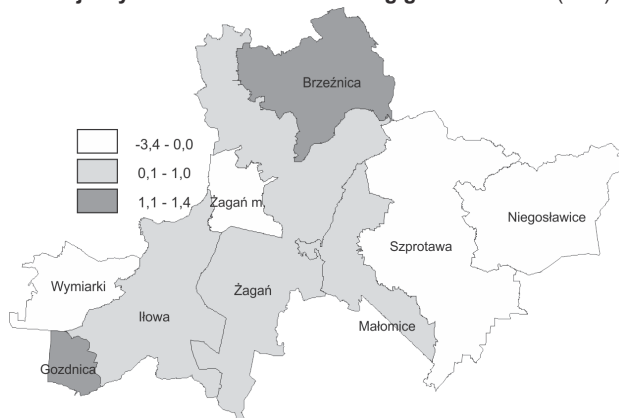 Brzeźnica
-3,4 - 0,0
0,1 - 1,0
1,1 - 1,4
Żagań m.
Niegosławice
Szprotawa
Wymiarki
Żagań
Iłowa
Małomice
Gozdnica